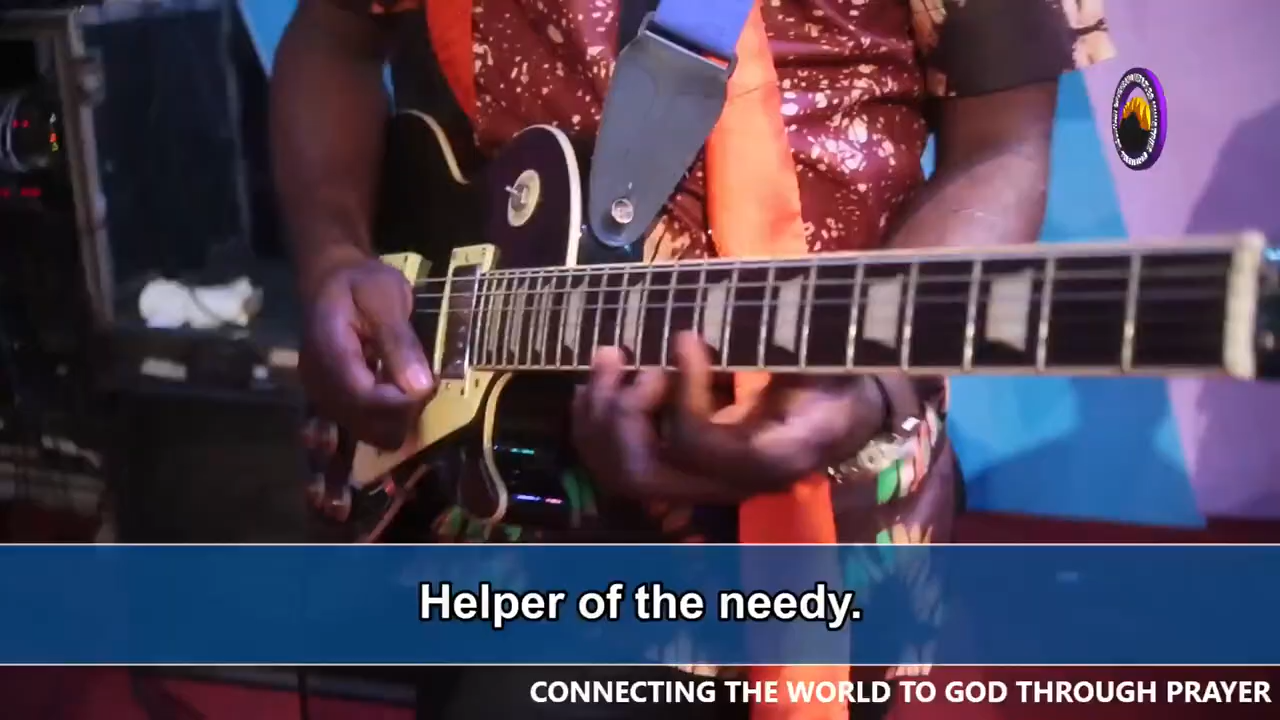 Helper of the needy.
CONNECTING THE WORLD TO GOD THROUGH PRAYER